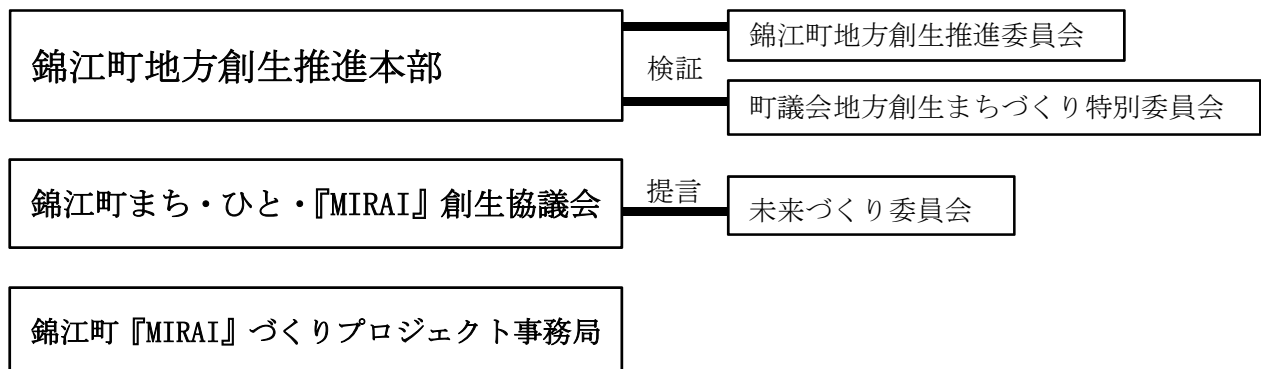 錦江町地方創生推進本部
検証
錦江町地方創生推進委員会
町議会地方創生まちづくり特別委員会
錦江町まち・ひと・『MIRAI』創生協議会
提言
未来づくり委員会
錦江町『MIRAI』づくりプロジェクト事務局